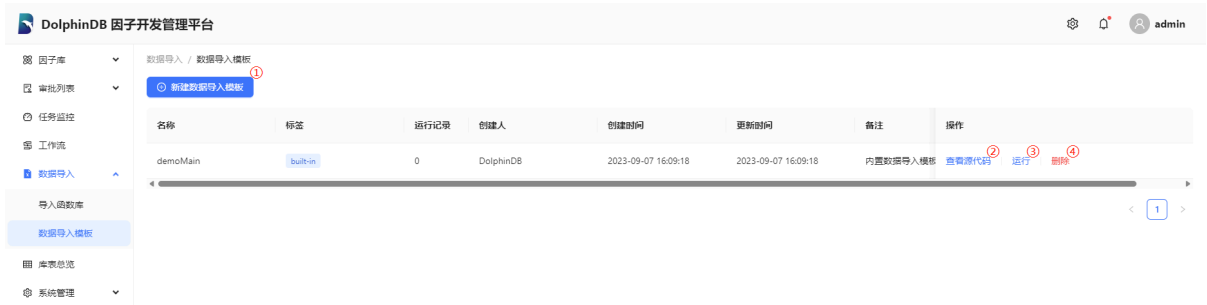 DolphinDB 因子开发管理平台
admin
因子库
审批列表
任务监控
工作流
数据导入
导入函数库
数据导入模板
库表总览
系统管理
数据导入 / 数据导入模板
①
新建数据导入模板
名称 标签 运行记录 创建人 创建时间 更新时间 备注 操作
② ③ ④
demoMain built-in 0 DolphinDB 2023-09-07 16:09:18 2023-09-07 16:09:18 内置数据导入模板 查看源代码 运行 删除
< 1 >